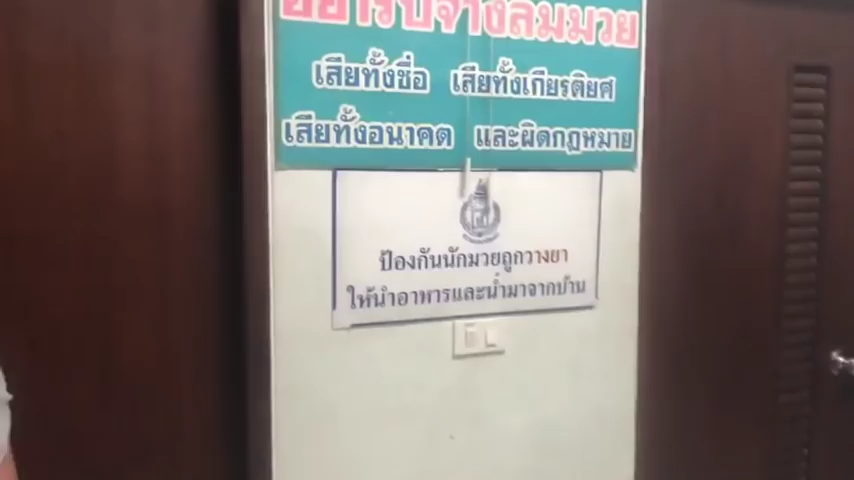 อย่ารับจ้างล้มมวย
เสียทั้งชื่อ เสียทั้งเกียรติยศ
เสียทั้งอนาคต และผิดกฎหมาย
ป้องกันนักมวยถูกวางยา
ให้นำอาหารและน้ำมาจากบ้าน